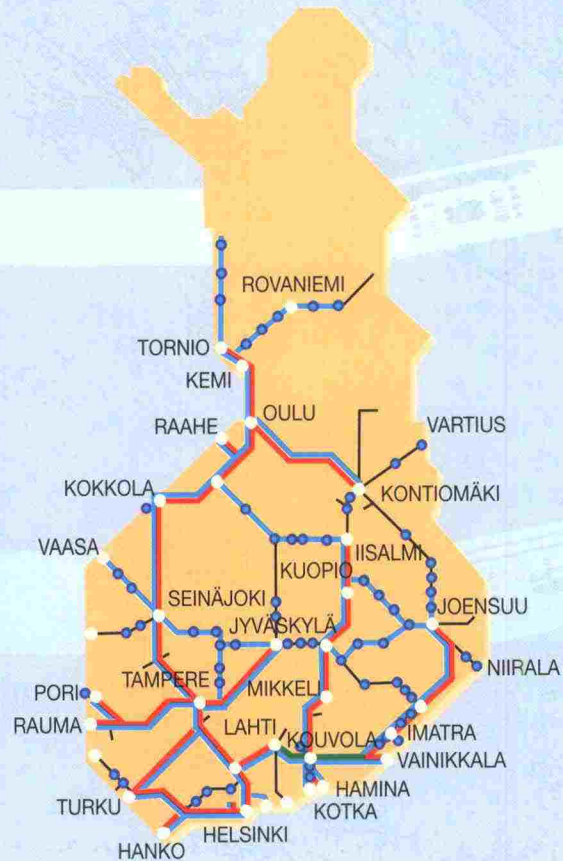 ROVANIEMI
TORNIO
KEMI
OULU
RAAHE
VARTIUS
KOKKOLA
KONTIOMÄKI
VAASA
IISALMI
KUOPIO
SEINÄJOKI
JOENSUU
JYVÄSKYLÄ
NIIRALA
TAMPERE
MIKKELI
PORI
RAUMA
LAHTI
IMATRA
KOUVOLA
VAINIKKALA
HAMINA
TURKU
KOTKA
HELSINKI
HANKO